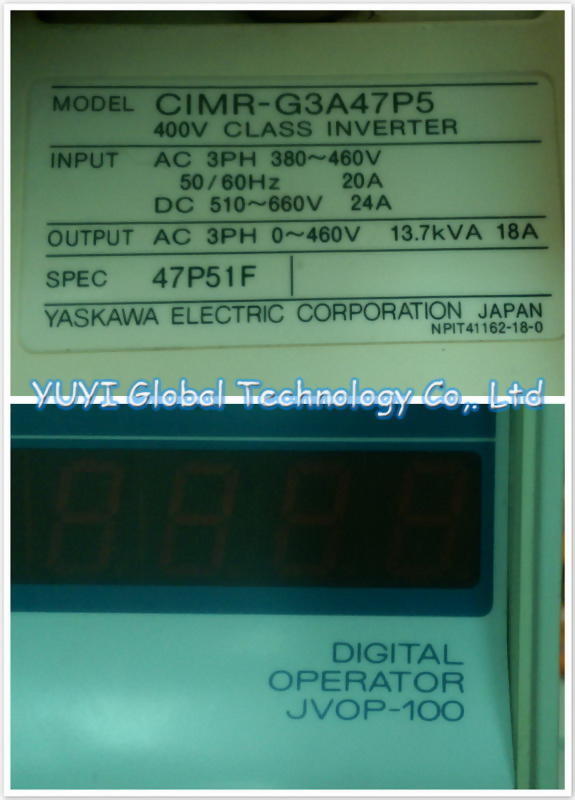 MODEL CIMR-G3A47P5
400V CLASS INVERTER
INPUT AC 3PH 380~460V
50/60Hz 20A
DC 510~660V 24A
OUTPUT AC 3PH 0~460V 13.7kVA 18A
SPEC 47P51F
YASKAWA ELECTRIC CORPORATION JAPAN
NPIT41162-18-0
YUYI Global Technology Co,. Ltd
DIGITAL
OPERATOR
JVOP-100